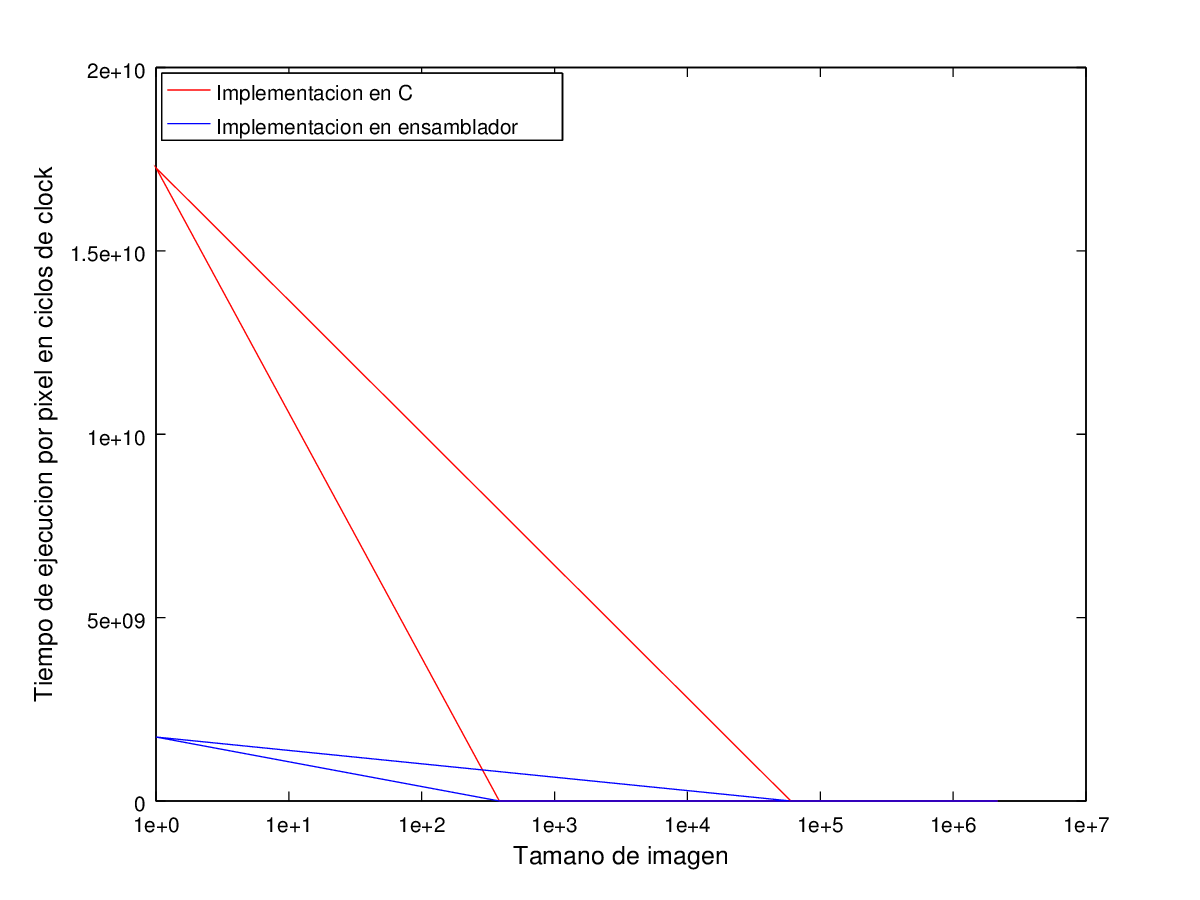 2e+10
Implementacion en C
Implementacion en ensamblador
1.5e+10
1e+10
5e+09
0
Tiempo de ejecucion por pixel en ciclos de clock
1e+0 1e+1 1e+2 1e+3 1e+4 1e+5 1e+6 1e+7
Tamano de imagen